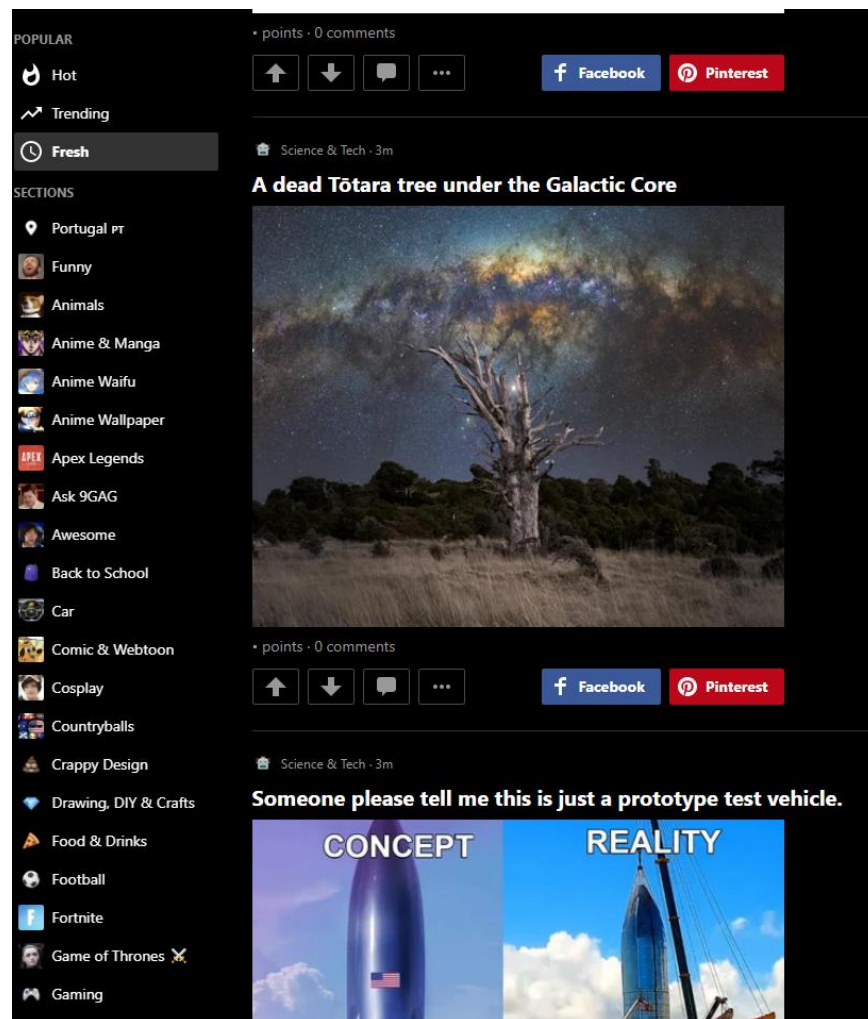 POPULAR
Hot
Trending
Fresh
SECTIONS
Portugal PT
Funny
Animals
Anime & Manga
Anime Waifu
Anime Wallpaper
APEX
Apex Legends
Ask 9GAG
Awesome
Back to School
Car
Comic & Webtoon
Cosplay
Countryballs
Crappy Design
Drawing, DIY & Crafts
Food & Drinks
Football
Fortnite
Game of Thrones ⚔
Gaming
• points · 0 comments
Facebook
Pinterest
Science & Tech · 3m
A dead Tōtara tree under the Galactic Core
• points · 0 comments
Facebook
Pinterest
Science & Tech · 3m
Someone please tell me this is just a prototype test vehicle.
CONCEPT
REALITY